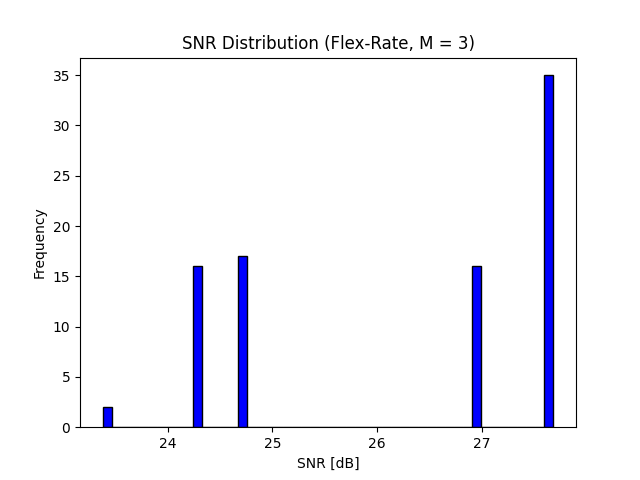 SNR Distribution (Flex-Rate, M = 3)
Frequency
35
30
25
20
15
10
5
0
24 25 26 27
SNR [dB]